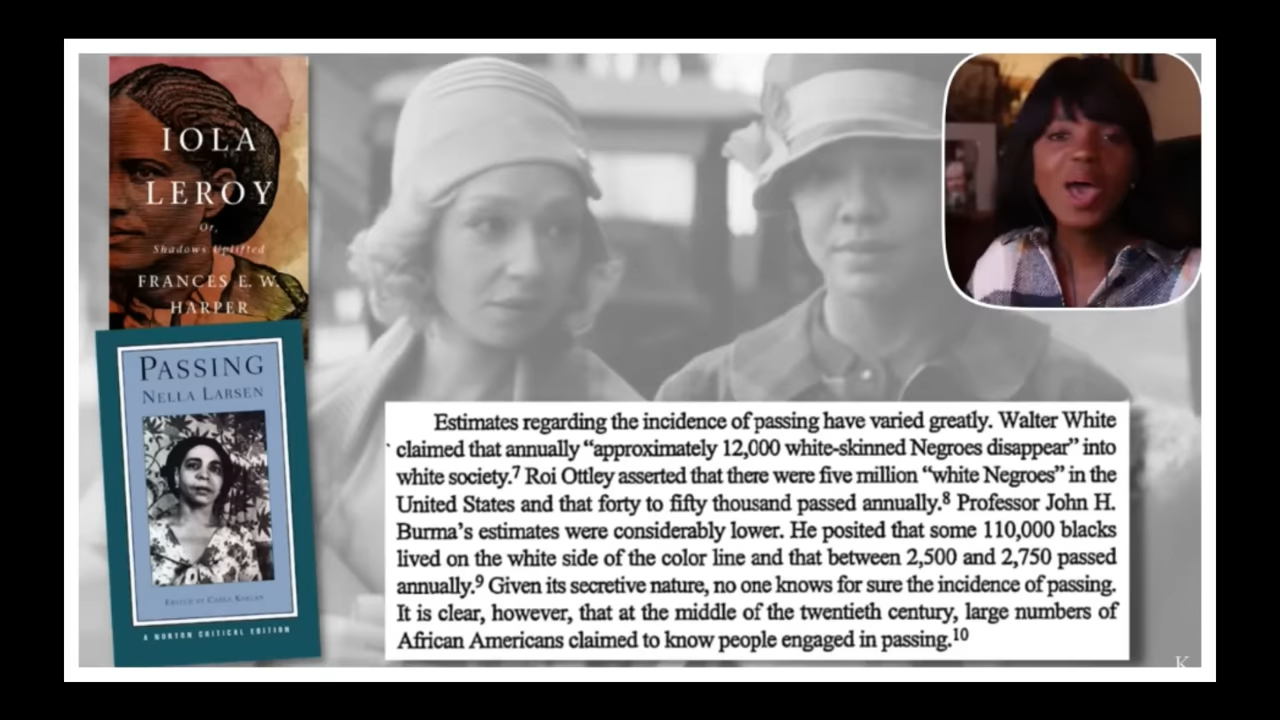 IOLA
LEROY
Or,
Shadows Uplifted
FRANCES E. W.
HARPER
PASSING
NELLA LARSEN
EDITED BY CARLA KAPLAN
A NORTON CRITICAL EDITION
Estimates regarding the incidence of passing have varied greatly. Walter White
claimed that annually “approximately 12,000 white-skinned Negroes disappear” into
white society.7 Roi Ottley asserted that there were five million “white Negroes” in the
United States and that forty to fifty thousand passed annually.8 Professor John H.
Burma’s estimates were considerably lower. He posited that some 110,000 blacks
lived on the white side of the color line and that between 2,500 and 2,750 passed
annually.9 Given its secretive nature, no one knows for sure the incidence of passing.
It is clear, however, that at the middle of the twentieth century, large numbers of
African Americans claimed to know people engaged in passing.10
K